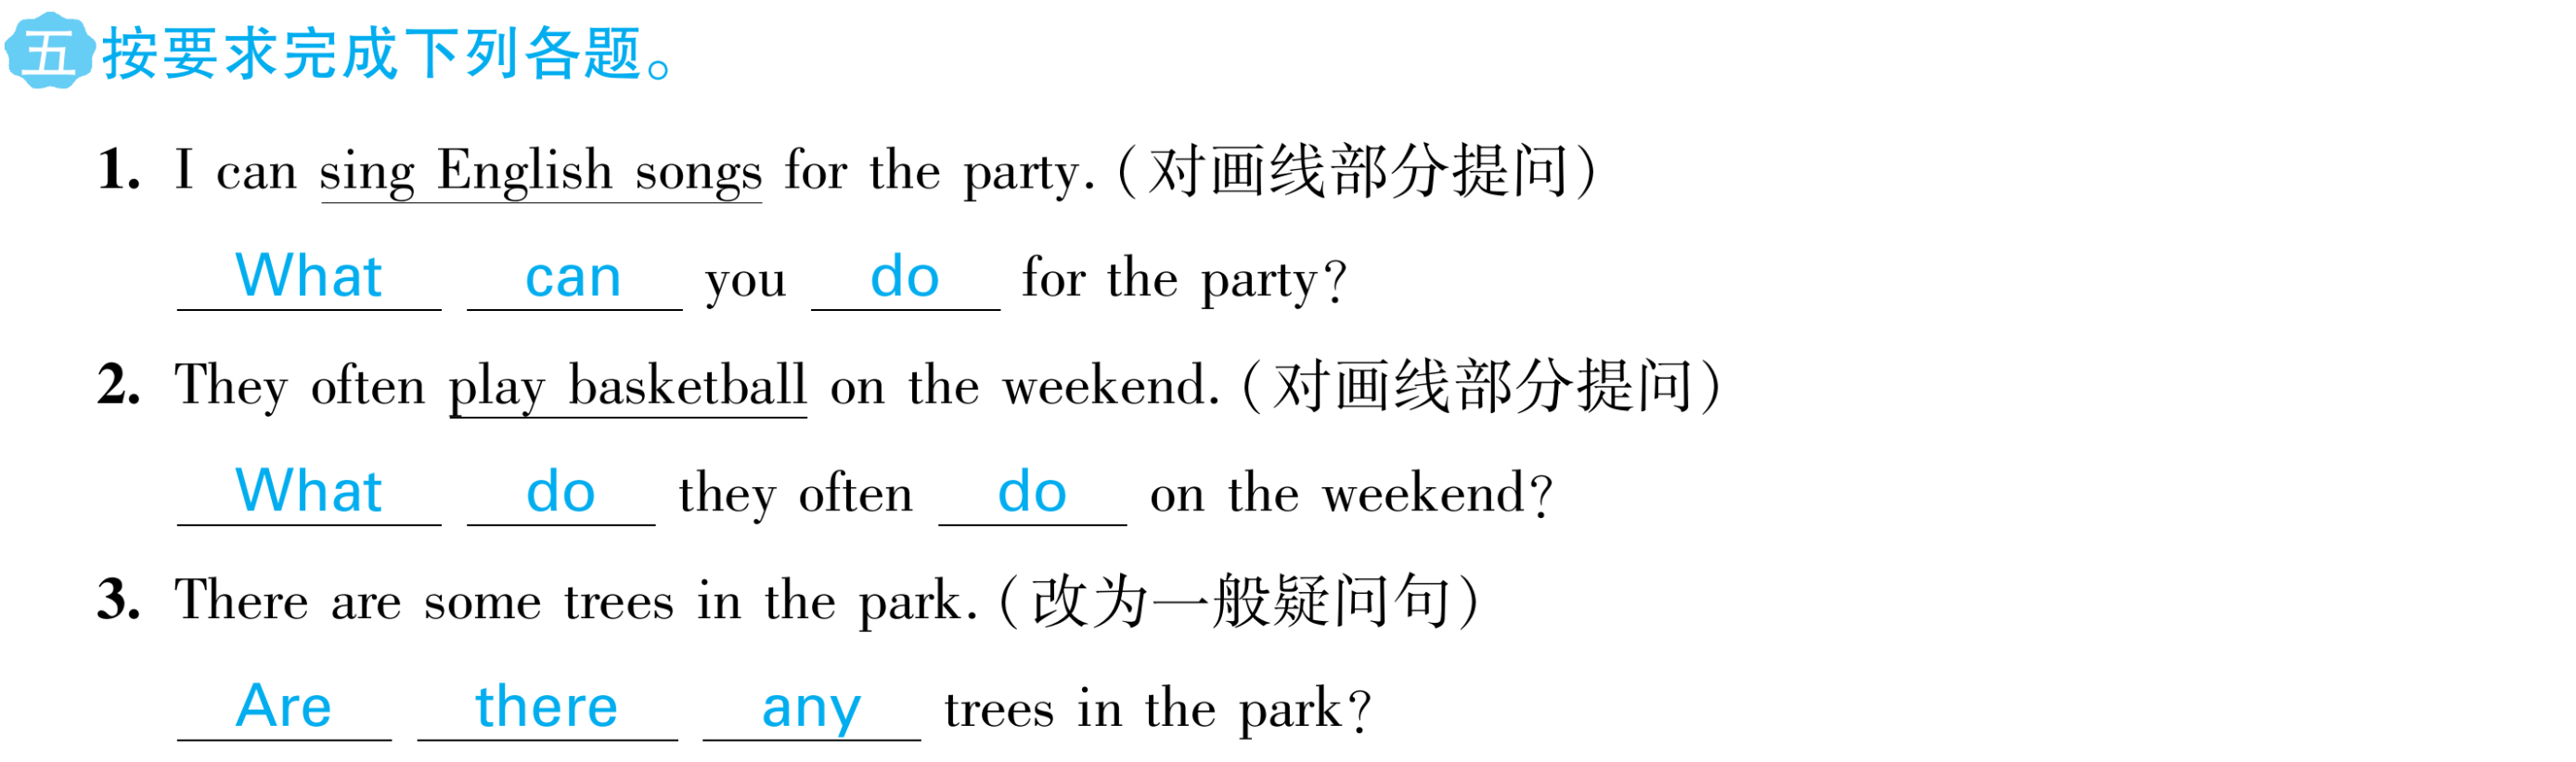 五 按要求完成下列各题。
1. I can sing English songs for the party. (对画线部分提问)
What can you do for the party?
2. They often play basketball on the weekend. (对画线部分提问)
What do they often do on the weekend?
3. There are some trees in the park. (改为一般疑问句)
Are there any trees in the park?